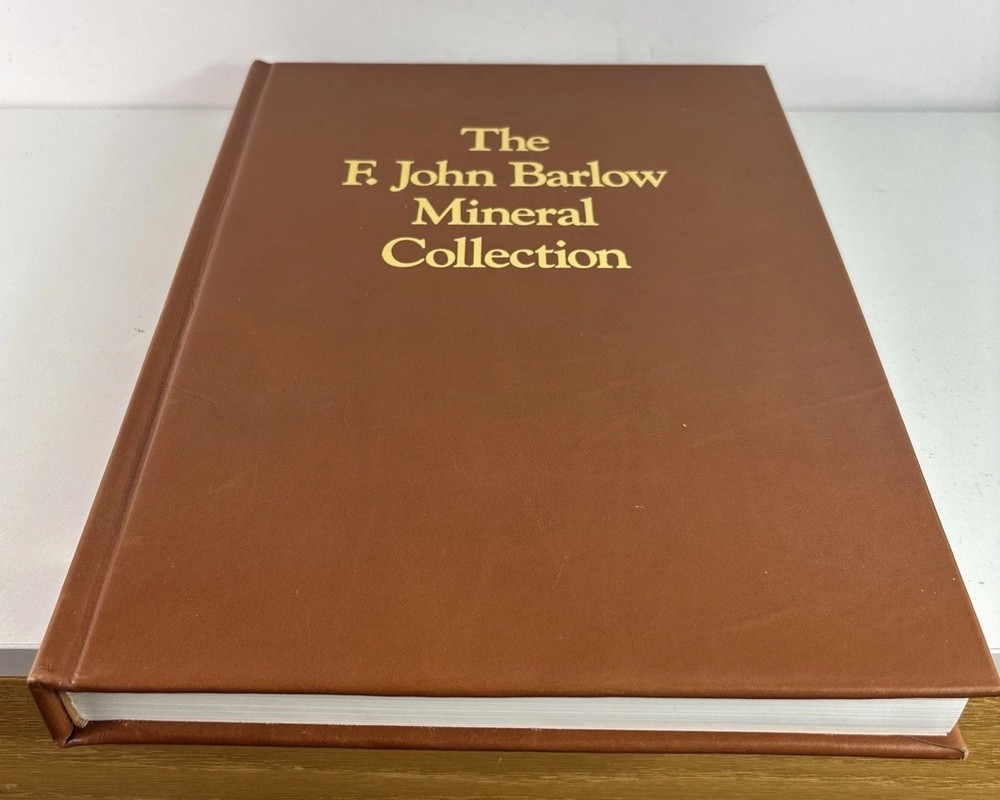 The
F. John Barlow
Mineral
Collection